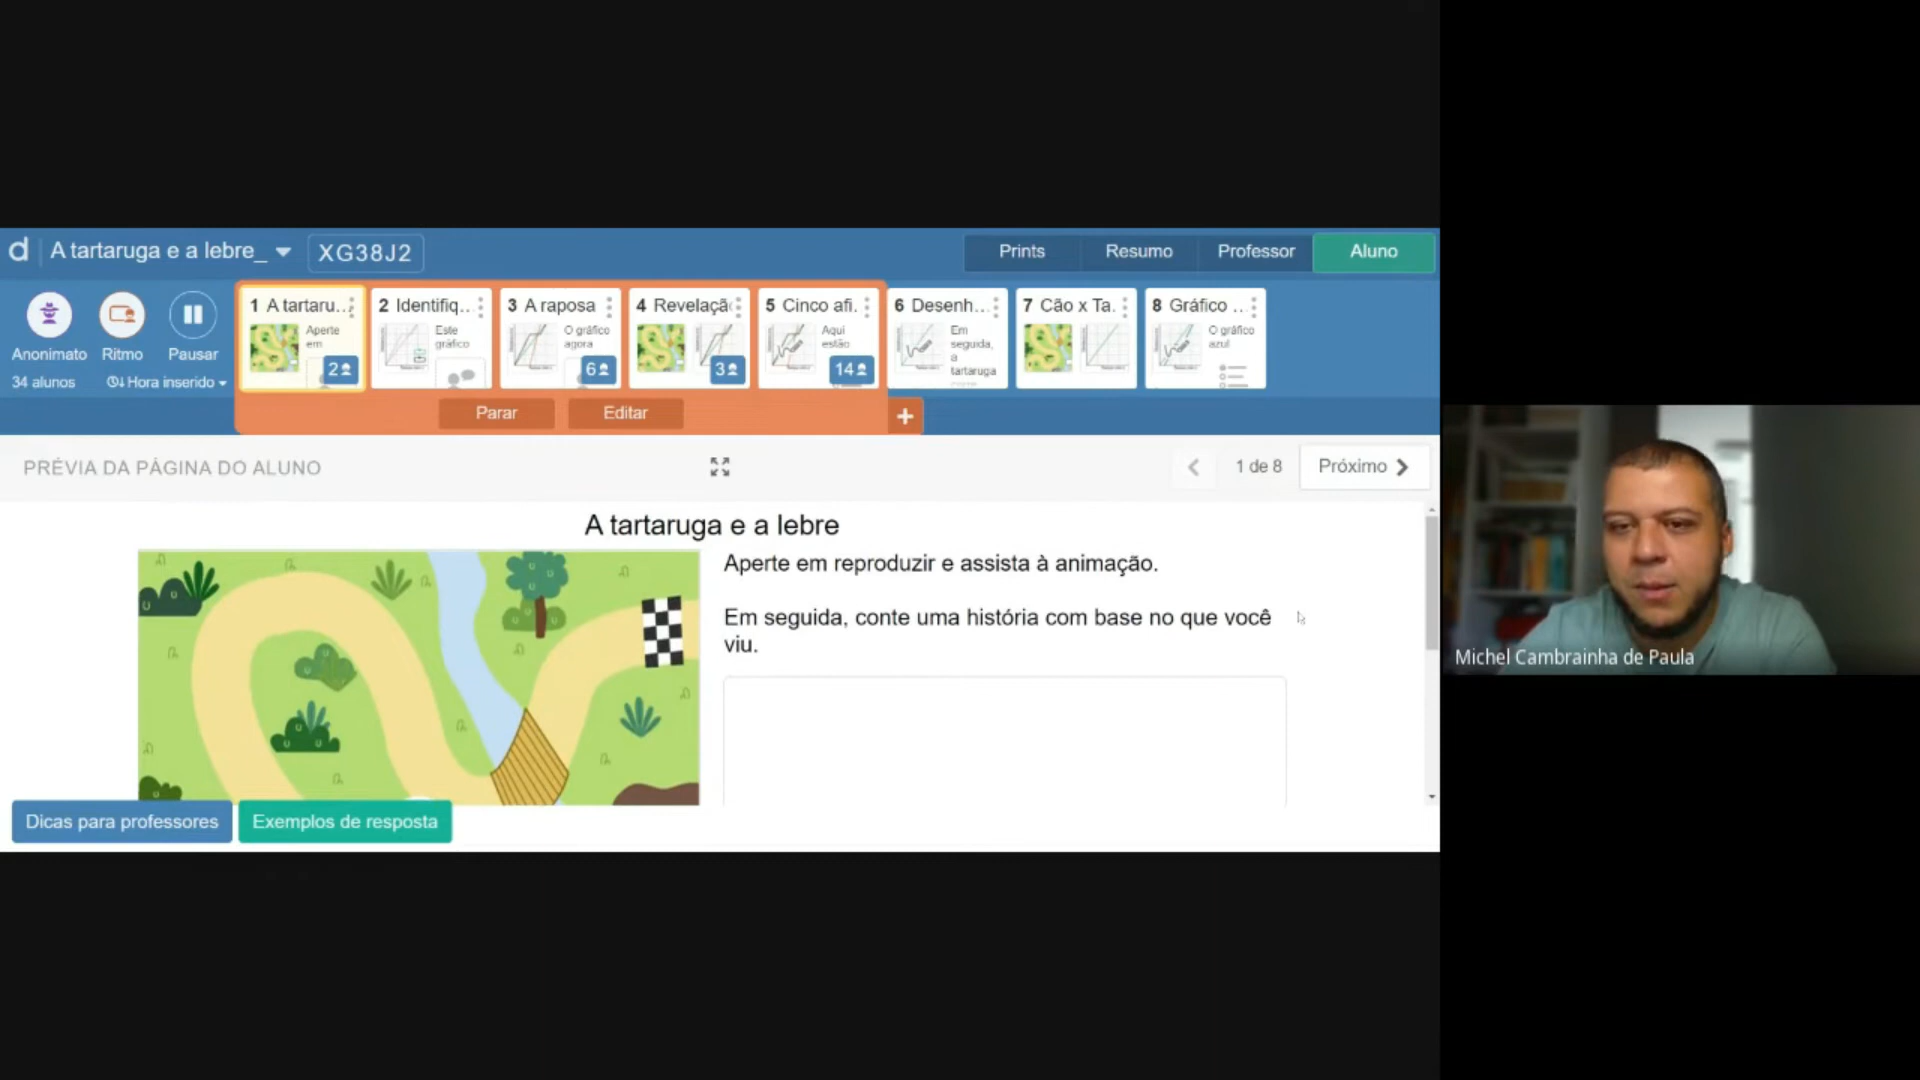 d A tartaruga e a lebre_ XG38J2 Prints Resumo Professor Aluno
1 A tartaru... 2 Identifiq... 3 A raposa 4 Revelaçã 5 Cinco afi. 6 Desenh... 7 Cão x Ta. 8 Gráfico ...
Aperte em
Este gráfico
O gráfico agora
Aqui estão
Em seguida, a tartaruga
O gráfico azul
2 6 3 14
Anonimato Ritmo Pausar
34 alunos Hora inserido
Parar Editar +
PRÉVIA DA PÁGINA DO ALUNO 1 de 8 Próximo
A tartaruga e a lebre
Aperte em reproduzir e assista à animação.
Em seguida, conte uma história com base no que você
viu.
Michel Cambrainha de Paula
Dicas para professores Exemplos de resposta